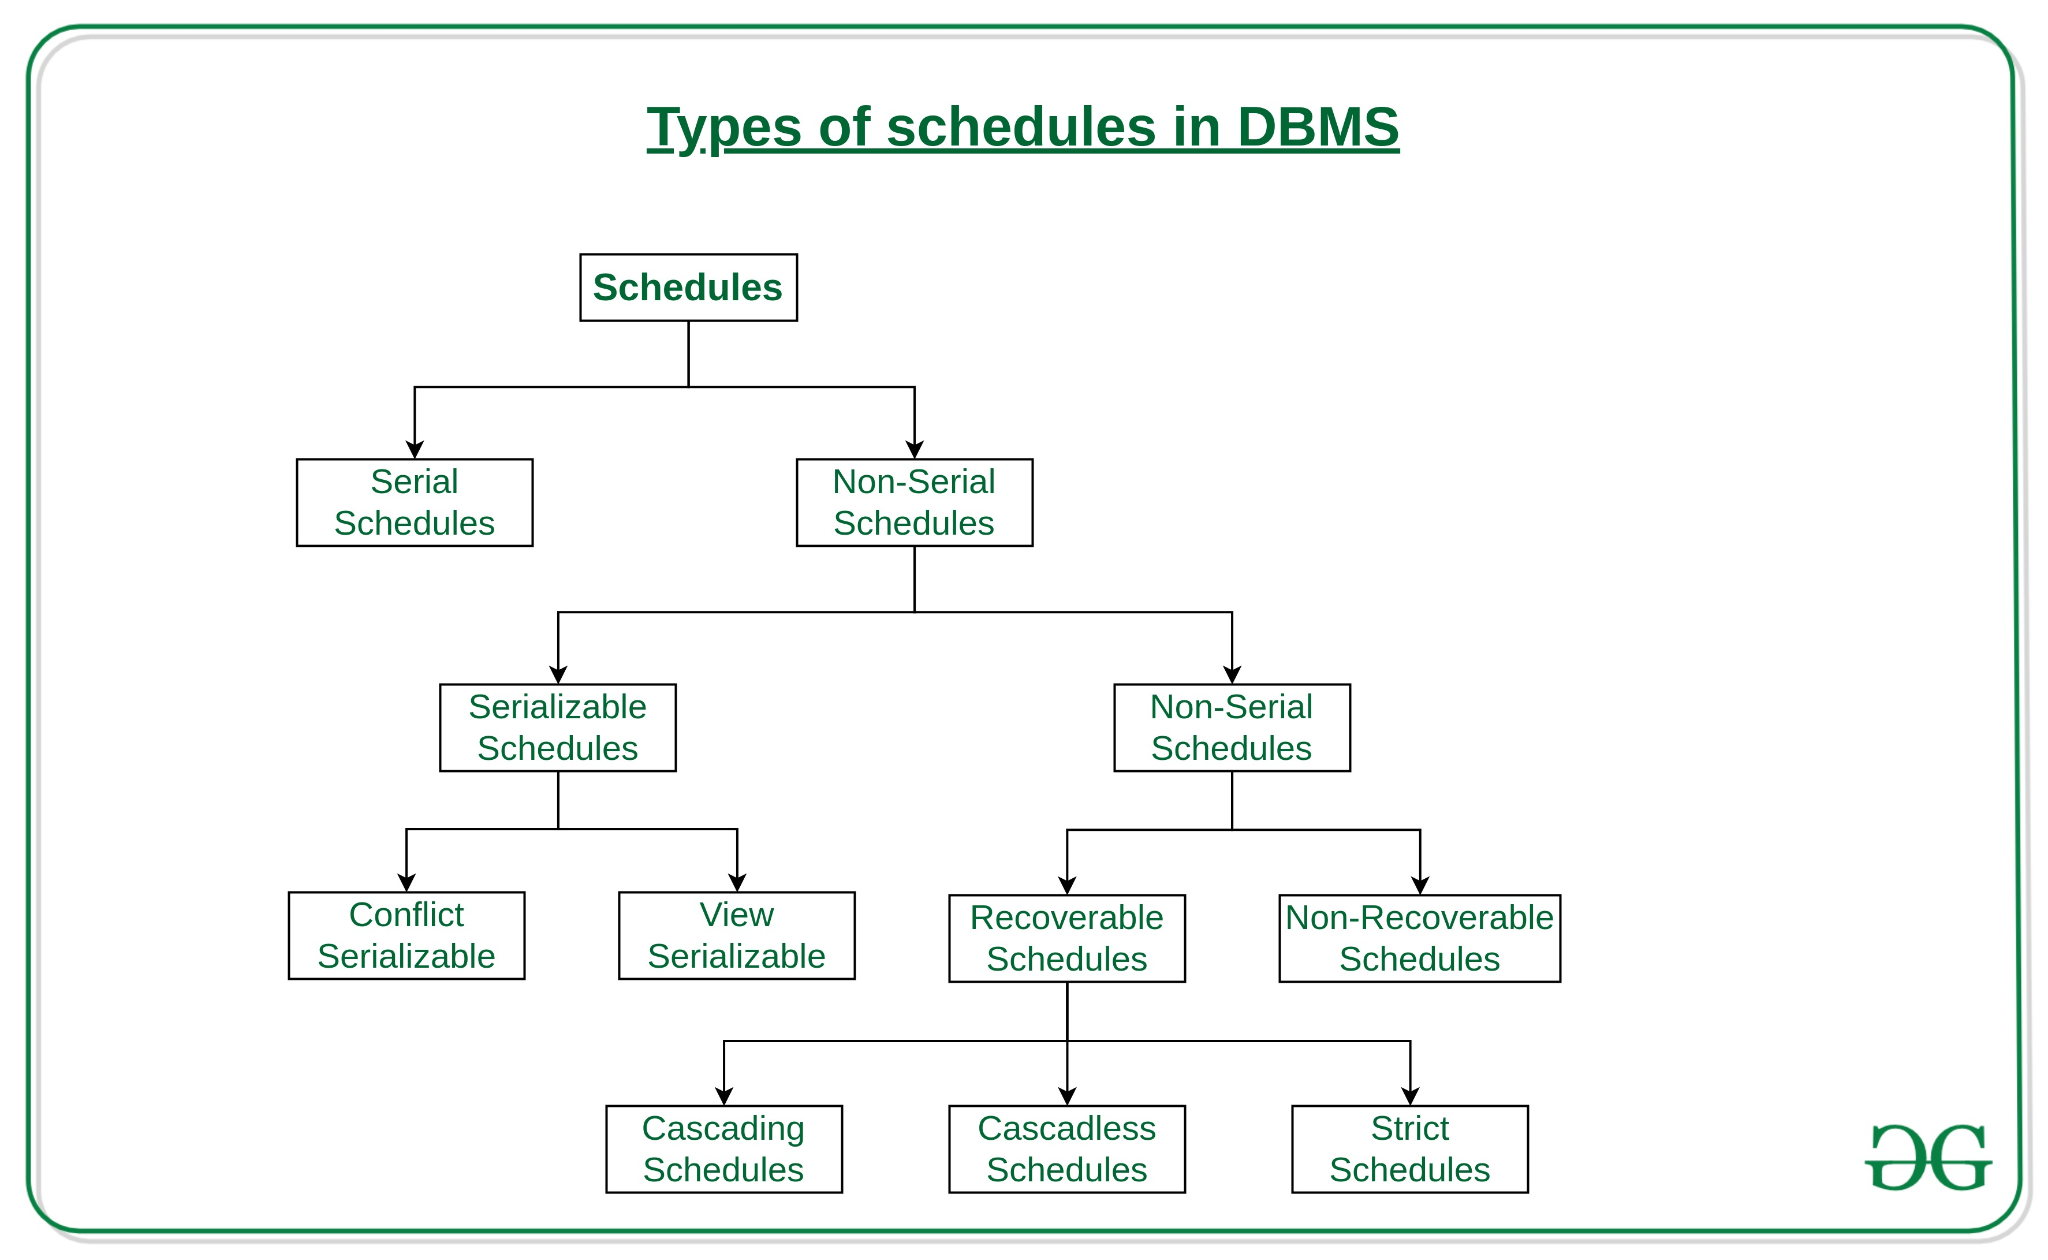 Types of schedules in DBMS
Schedules
Serial
Schedules
Non-Serial
Schedules
Serializable
Schedules
Non-Serial
Schedules
Conflict
Serializable
View
Serializable
Recoverable
Schedules
Non-Recoverable
Schedules
Cascading
Schedules
Cascadless
Schedules
Strict
Schedules